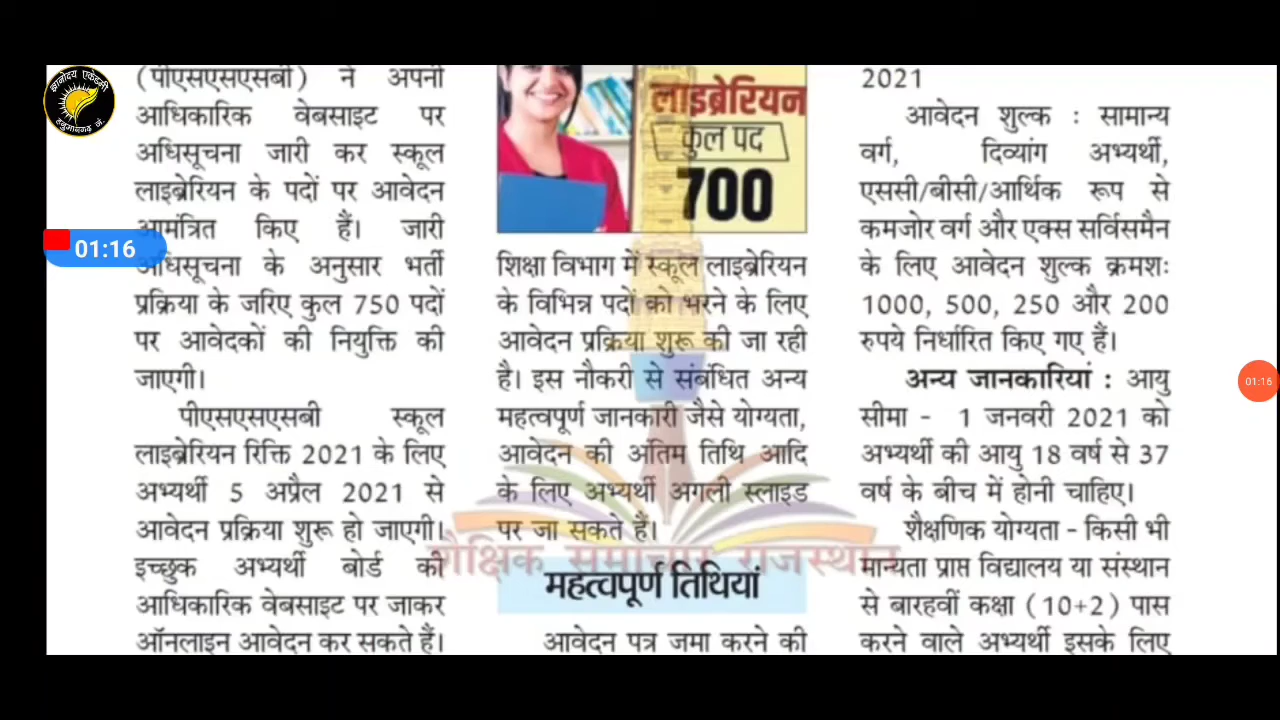 ज्ञानोदय एकेडमी
हनुमानगढ़ जं.
01:16
(पीएसएसएसबी) ने अपनी
आधिकारिक वेबसाइट पर
अधिसूचना जारी कर स्कूल
लाइब्रेरियन के पदों पर आवेदन
आमंत्रित किए हैं। जारी
अधिसूचना के अनुसार भर्ती
प्रक्रिया के जरिए कुल 750 पदों
पर आवेदकों की नियुक्ति की
जाएगी।
पीएसएसएसबी स्कूल
लाइब्रेरियन रिक्ति 2021 के लिए
अभ्यर्थी 5 अप्रैल 2021 से
आवेदन प्रक्रिया शुरू हो जाएगी।
इच्छुक अभ्यर्थी बोर्ड की
आधिकारिक वेबसाइट पर जाकर
ऑनलाइन आवेदन कर सकते हैं।
लाइब्रेरियन
कुल पद
700
शिक्षा विभाग में स्कूल लाइब्रेरियन
के विभिन्न पदों को भरने के लिए
आवेदन प्रक्रिया शुरू की जा रही
है। इस नौकरी से संबंधित अन्य
महत्वपूर्ण जानकारी जैसे योग्यता,
आवेदन की अंतिम तिथि आदि
के लिए अभ्यर्थी अगली स्लाइड
पर जा सकते हैं।
शैक्षिक समाचार राजस्थान
महत्वपूर्ण तिथियां
आवेदन पत्र जमा करने की
2021
आवेदन शुल्क : सामान्य
वर्ग, दिव्यांग अभ्यर्थी,
एससी/बीसी/आर्थिक रूप से
कमजोर वर्ग और एक्स सर्विसमैन
के लिए आवेदन शुल्क क्रमशः
1000, 500, 250 और 200
रुपये निर्धारित किए गए हैं।
अन्य जानकारियां : आयु
सीमा - 1 जनवरी 2021 को
अभ्यर्थी की आयु 18 वर्ष से 37
वर्ष के बीच में होनी चाहिए।
शैक्षणिक योग्यता - किसी भी
मान्यता प्राप्त विद्यालय या संस्थान
से बारहवीं कक्षा (10+2) पास
करने वाले अभ्यर्थी इसके लिए
01:16